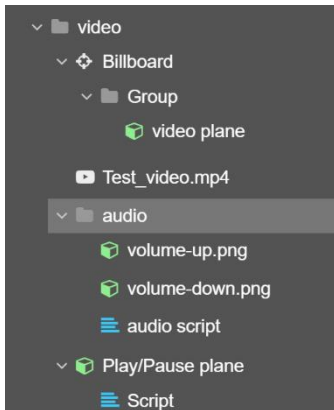 video
Billboard
Group
video plane
Test_video.mp4
audio
volume-up.png
volume-down.png
audio script
Play/Pause plane
Script